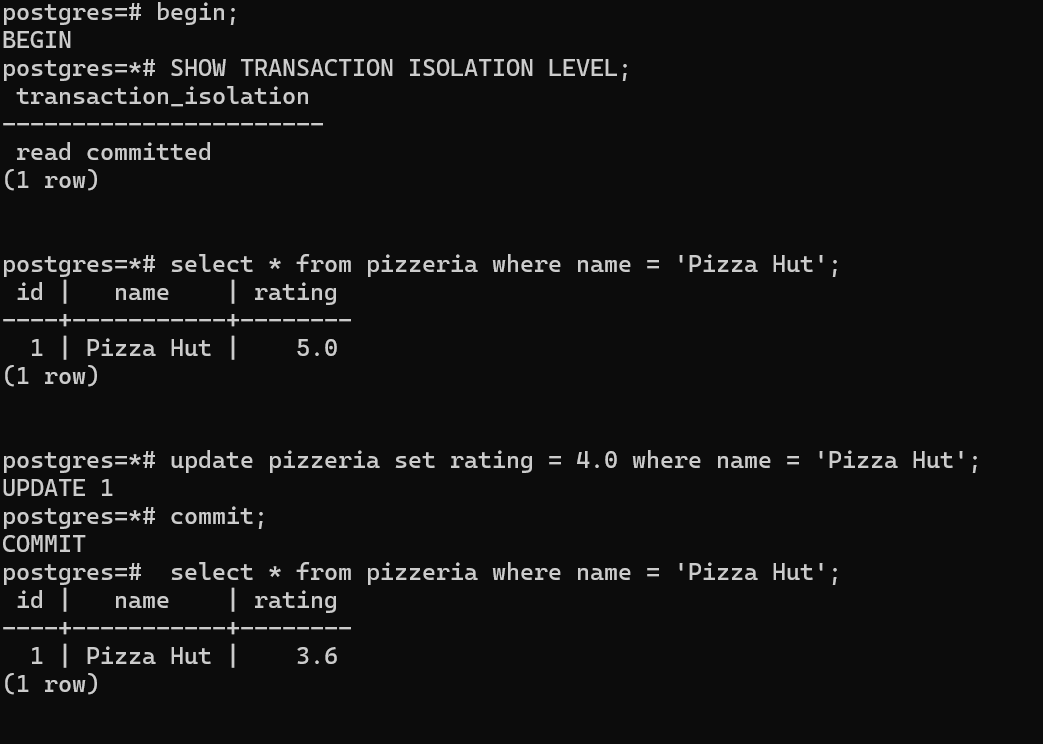 postgres=# begin;
BEGIN
postgres=*# SHOW TRANSACTION ISOLATION LEVEL;
 transaction_isolation
-----------------------
 read committed
(1 row)

postgres=*# select * from pizzeria where name = 'Pizza Hut';
 id |   name    | rating
----+-----------+--------
  1 | Pizza Hut |    5.0
(1 row)

postgres=*# update pizzeria set rating = 4.0 where name = 'Pizza Hut';
UPDATE 1
postgres=*# commit;
COMMIT
postgres=#  select * from pizzeria where name = 'Pizza Hut';
 id |   name    | rating
----+-----------+--------
  1 | Pizza Hut |    3.6
(1 row)